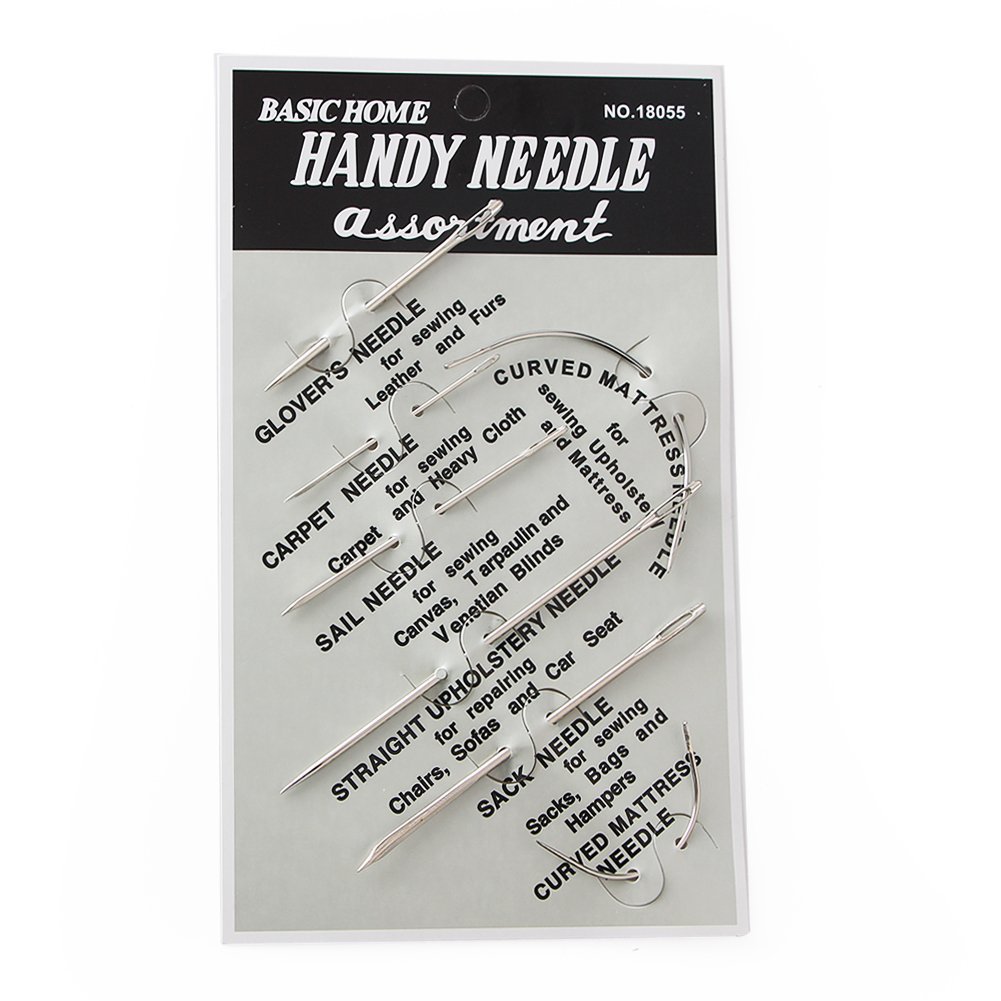 BASIC HOME
NO.18055
HANDY NEEDLE
assortment
GLOVER'S NEEDLE
for sewing
Leather and Furs
CURVED MATTRESS NEEDLE
for
sewing Upholstery
and Mattress
CARPET NEEDLE
for sewing
Carpet and Heavy Cloth
SAIL NEEDLE
for sewing
Canvas, Tarpaulin and
Venetian Blinds
STRAIGHT UPHOLSTERY NEEDLE
for repairing
Chairs, Sofas and Car Seat
SACK NEEDLE
for sewing
Sacks, Bags and
Hampers
CURVED MATTRESS
NEEDLE